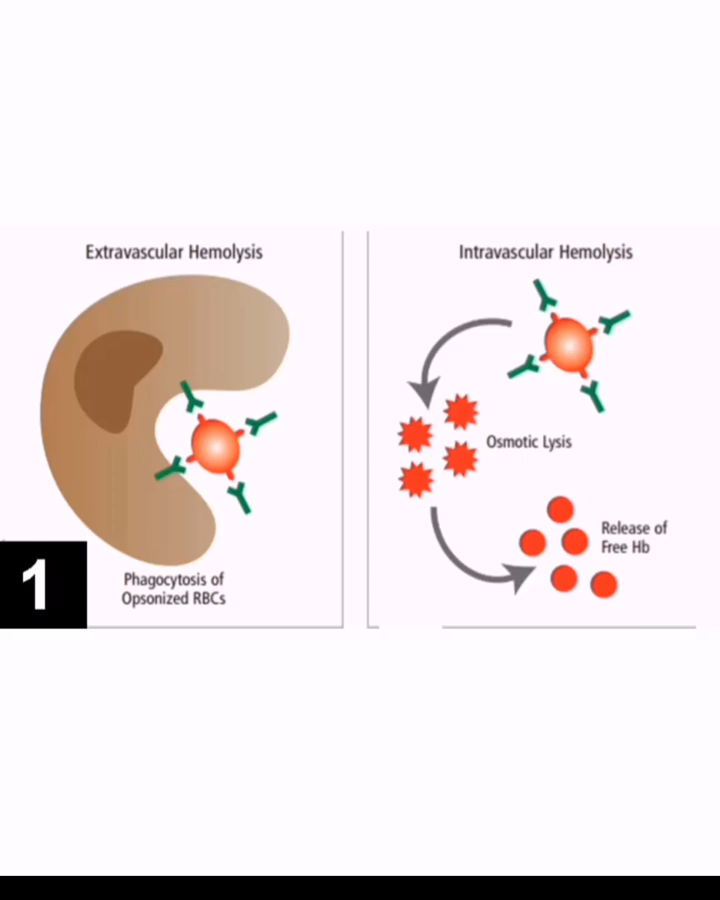 Extravascular Hemolysis
Phagocytosis of
Opsonized RBCs
1
Intravascular Hemolysis
Osmotic Lysis
Release of
Free Hb